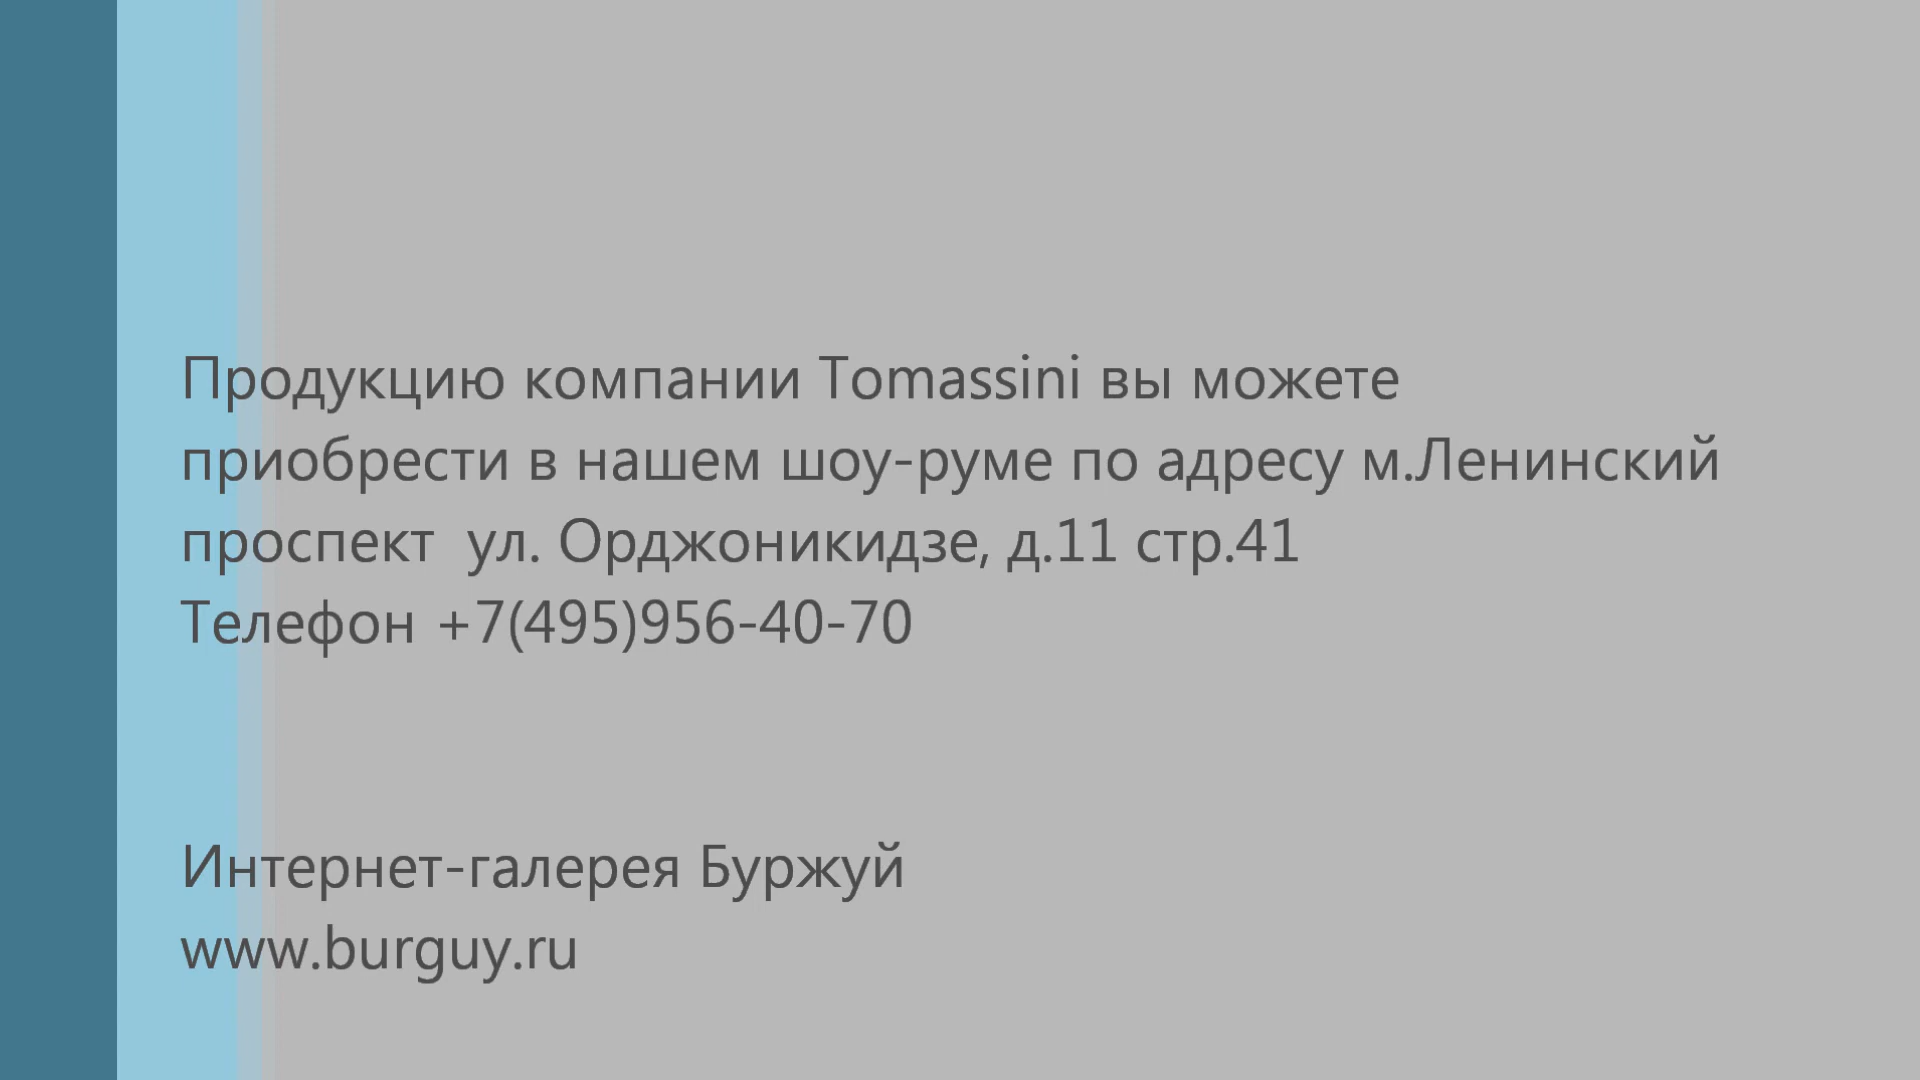 Продукцию компании Tomassini вы можете
приобрести в нашем шоу-руме по адресу м.Ленинский
проспект  ул. Орджоникидзе, д.11 стр.41
Телефон +7(495)956-40-70
Интернет-галерея Буржуй
www.burguy.ru